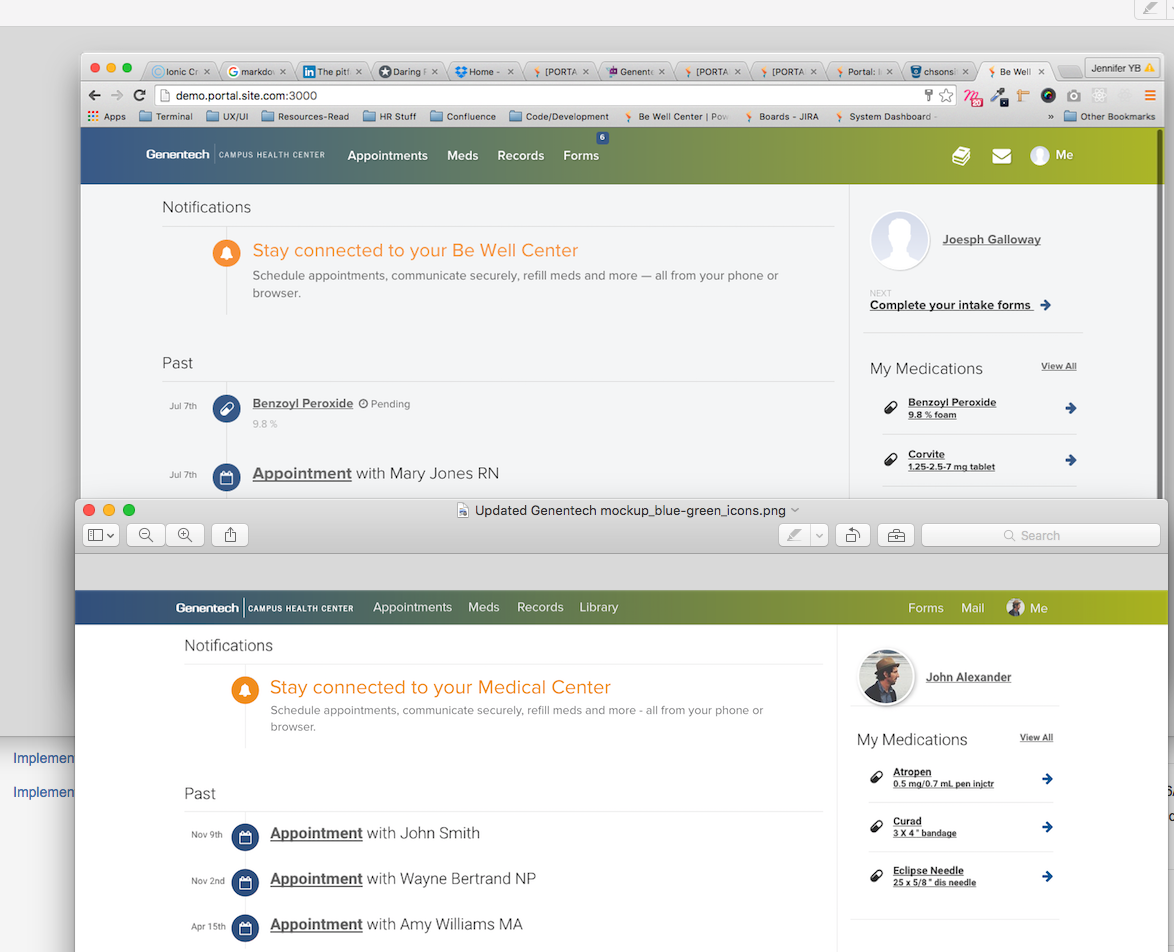 Ionic Cr
markdo
The pitf
Daring F
Home -
[PORTA
Genente
[PORTA
[PORTA
Portal: I
chsonsi
Be Well
Jennifer YB
demo.portal.site.com:3000
20
Apps
Terminal
UX/UI
Resources-Read
HR Stuff
Confluence
Code/Development
Be Well Center | Pow
Boards - JIRA
System Dashboard -
»
Other Bookmarks
Genentech CAMPUS HEALTH CENTER
Appointments
Meds
Records
Forms
6
Me
Notifications
Stay connected to your Be Well Center
Schedule appointments, communicate securely, refill meds and more — all from your phone or
browser.
Joesph Galloway
NEXT
Complete your intake forms
Past
Jul 7th
Benzoyl Peroxide Pending
9.8 %
Jul 7th
Appointment with Mary Jones RN
My Medications
View All
Benzoyl Peroxide
9.8 % foam
Corvite
1.25-2.5-7 mg tablet
Updated Genentech mockup_blue-green_icons.png
Search
Genentech CAMPUS HEALTH CENTER
Appointments
Meds
Records
Library
Forms
Mail
Me
Notifications
Stay connected to your Medical Center
Schedule appointments, communicate securely, refill meds and more - all from your phone or
browser.
John Alexander
Past
Nov 9th
Appointment with John Smith
Nov 2nd
Appointment with Wayne Bertrand NP
Apr 15th
Appointment with Amy Williams MA
My Medications
View All
Atropen
0.5 mg/0.7 mL pen injctr
Curad
3 X 4 " bandage
Eclipse Needle
25 x 5/8 " dis needle
Implemen
Implemen